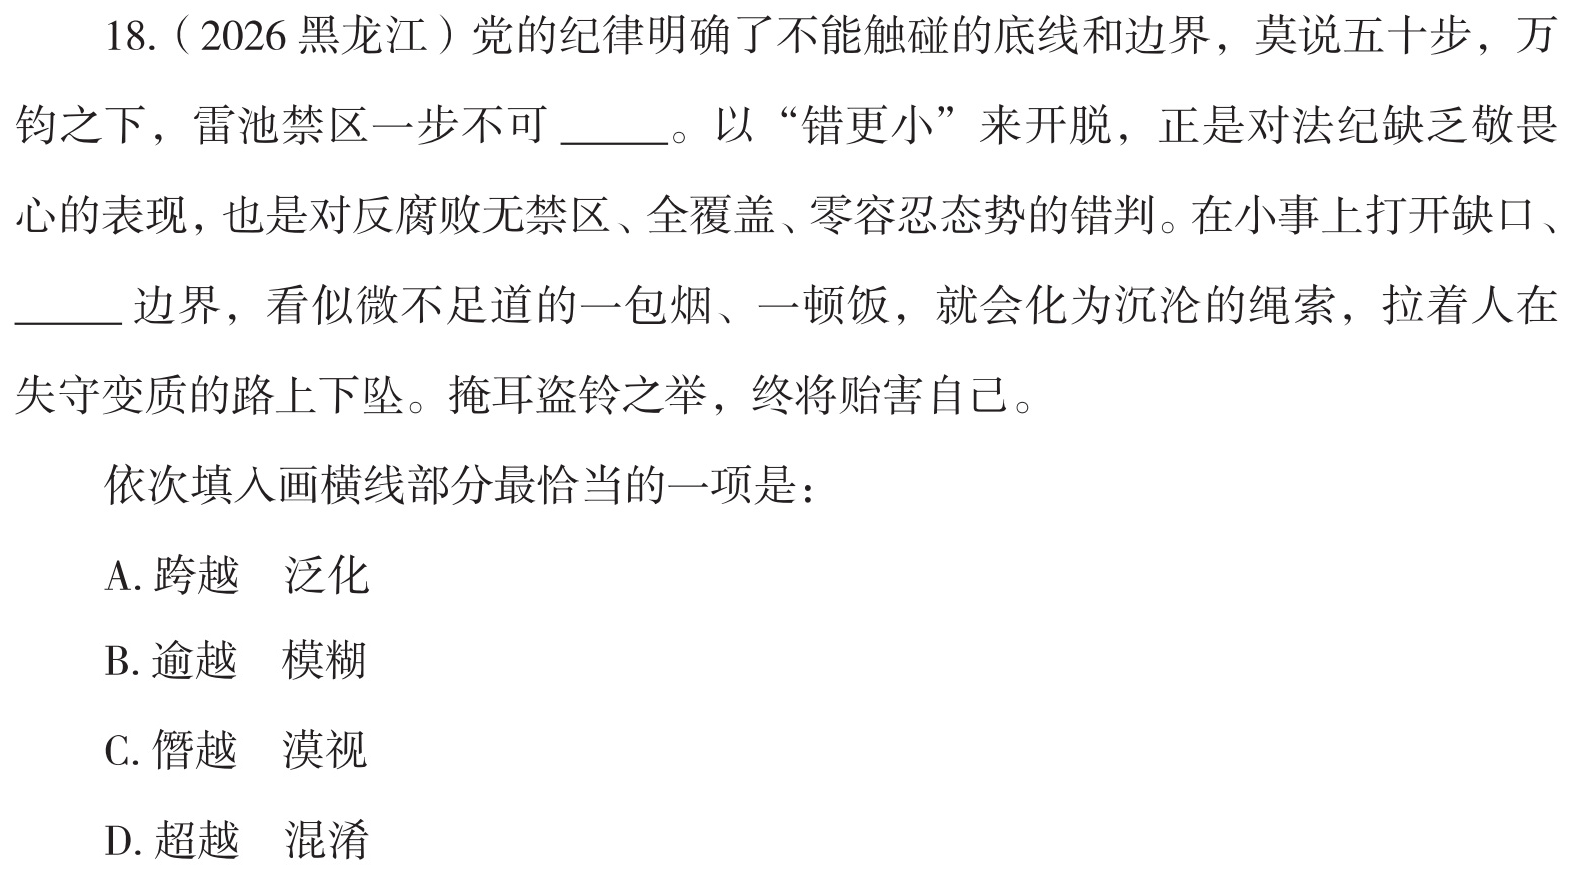 18.（2026 黑龙江）党的纪律明确了不能触碰的底线和边界，莫说五十步，万
钧之下，雷池禁区一步不可 _____。以“错更小”来开脱，正是对法纪缺乏敬畏
心的表现，也是对反腐败无禁区、全覆盖、零容忍态势的错判。在小事上打开缺口、
_____ 边界，看似微不足道的一包烟、一顿饭，就会化为沉沦的绳索，拉着人在
失守变质的路上下坠。掩耳盗铃之举，终将贻害自己。
依次填入画横线部分最恰当的一项是：
A. 跨越　泛化
B. 逾越　模糊
C. 僭越　漠视
D. 超越　混淆